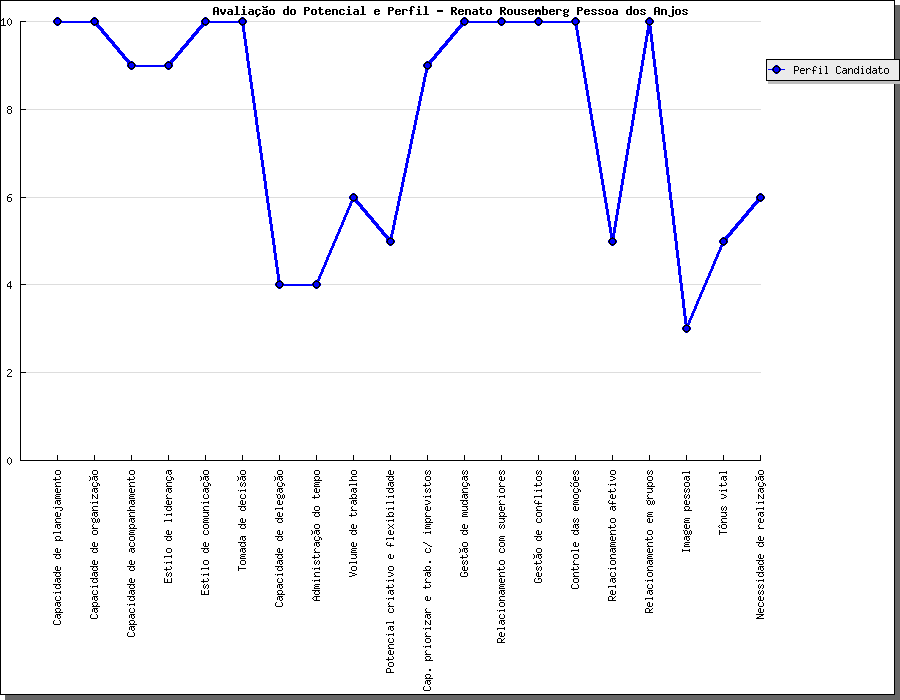 Avaliação do Potencial e Perfil - Renato Rousemberg Pessoa dos Anjos
Perfil Candidato
10
8
6
4
2
0
Capacidade de planejamento
Capacidade de organização
Capacidade de acompanhamento
Estilo de liderança
Estilo de comunicação
Tomada de decisão
Capacidade de delegação
Administração do tempo
Volume de trabalho
Potencial criativo e flexibilidade
Cap. priorizar e trab. c/ imprevistos
Gestão de mudanças
Relacionamento com superiores
Gestão de conflitos
Controle das emoções
Relacionamento afetivo
Relacionamento em grupos
Imagem pessoal
Tônus vital
Necessidade de realização